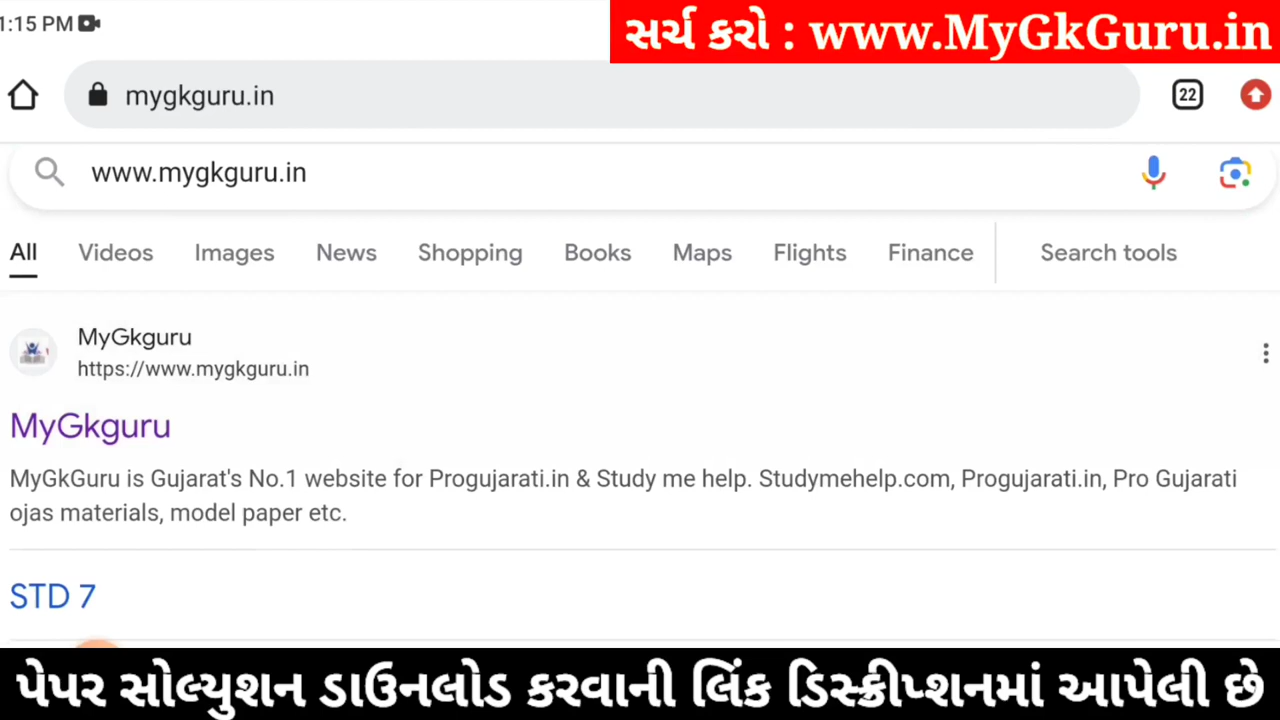 1:15 PM
સર્ચ કરો : www.MyGkGuru.in
mygkguru.in
22
www.mygkguru.in
All Videos Images News Shopping Books Maps Flights Finance Search tools
MyGkguru
https://www.mygkguru.in
MyGkguru
MyGkGuru is Gujarat's No.1 website for Progujarati.in & Study me help. Studymehelp.com, Progujarati.in, Pro Gujarati
ojas materials, model paper etc.
STD 7
પેપર સોલ્યુશન ડાઉનલોડ કરવાની લિંક ડિસ્ક્રીપ્શનમાં આપેલી છે